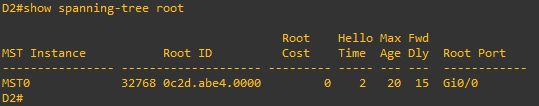 D2#show spanning-tree root
Root Hello Max Fwd
MST Instance Root ID Cost Time Age Dly Root Port
---------------- -------------------- --------- ----- --- --- ------------
MST0 32768 0c2d.abe4.0000 0 2 20 15 Gi0/0
D2#